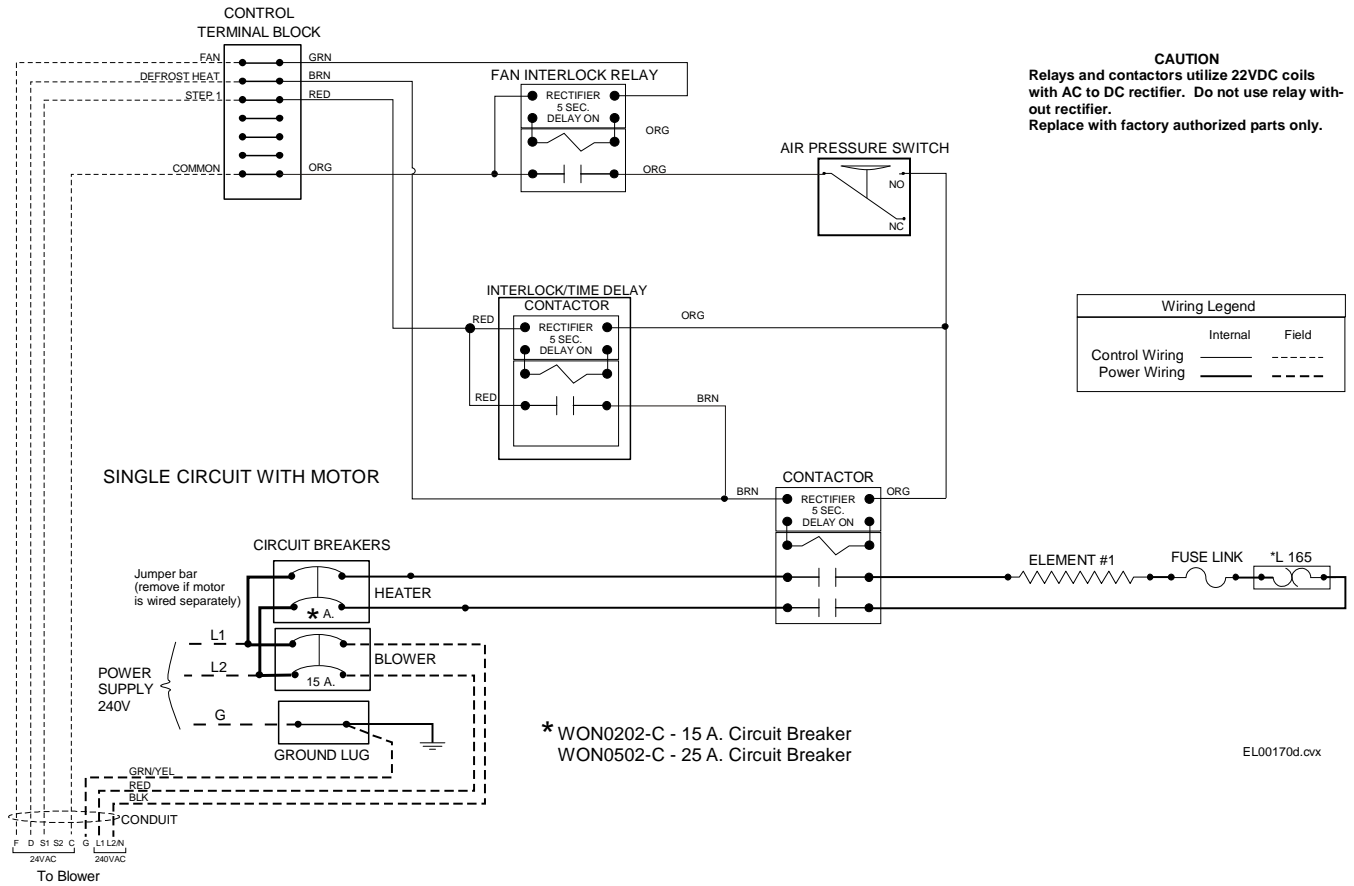 CONTROL
TERMINAL BLOCK
FAN
DEFROST HEAT
STEP 1
COMMON
GRN
BRN
RED
ORG
FAN INTERLOCK RELAY
RECTIFIER
5 SEC.
DELAY ON
ORG
ORG
AIR PRESSURE SWITCH
NO
NC
CAUTION
Relays and contactors utilize 22VDC coils
with AC to DC rectifier. Do not use relay with-
out rectifier.
Replace with factory authorized parts only.
INTERLOCK/TIME DELAY
CONTACTOR
RED
RECTIFIER
5 SEC.
DELAY ON
ORG
RED
BRN
Wiring Legend
Internal Field
Control Wiring
Power Wiring
SINGLE CIRCUIT WITH MOTOR
CONTACTOR
BRN
RECTIFIER
5 SEC.
DELAY ON
ORG
CIRCUIT BREAKERS
Jumper bar
(remove if motor
is wired separately)
HEATER
* A.
ELEMENT #1
FUSE LINK
*L 165
L1
L2
BLOWER
15 A.
POWER
SUPPLY
240V
G
GROUND LUG
* WON0202-C - 15 A. Circuit Breaker
WON0502-C - 25 A. Circuit Breaker
EL00170d.cvx
GRN/YEL
RED
BLK
CONDUIT
F D S1 S2 C G L1 L2/N
24VAC 240VAC
To Blower